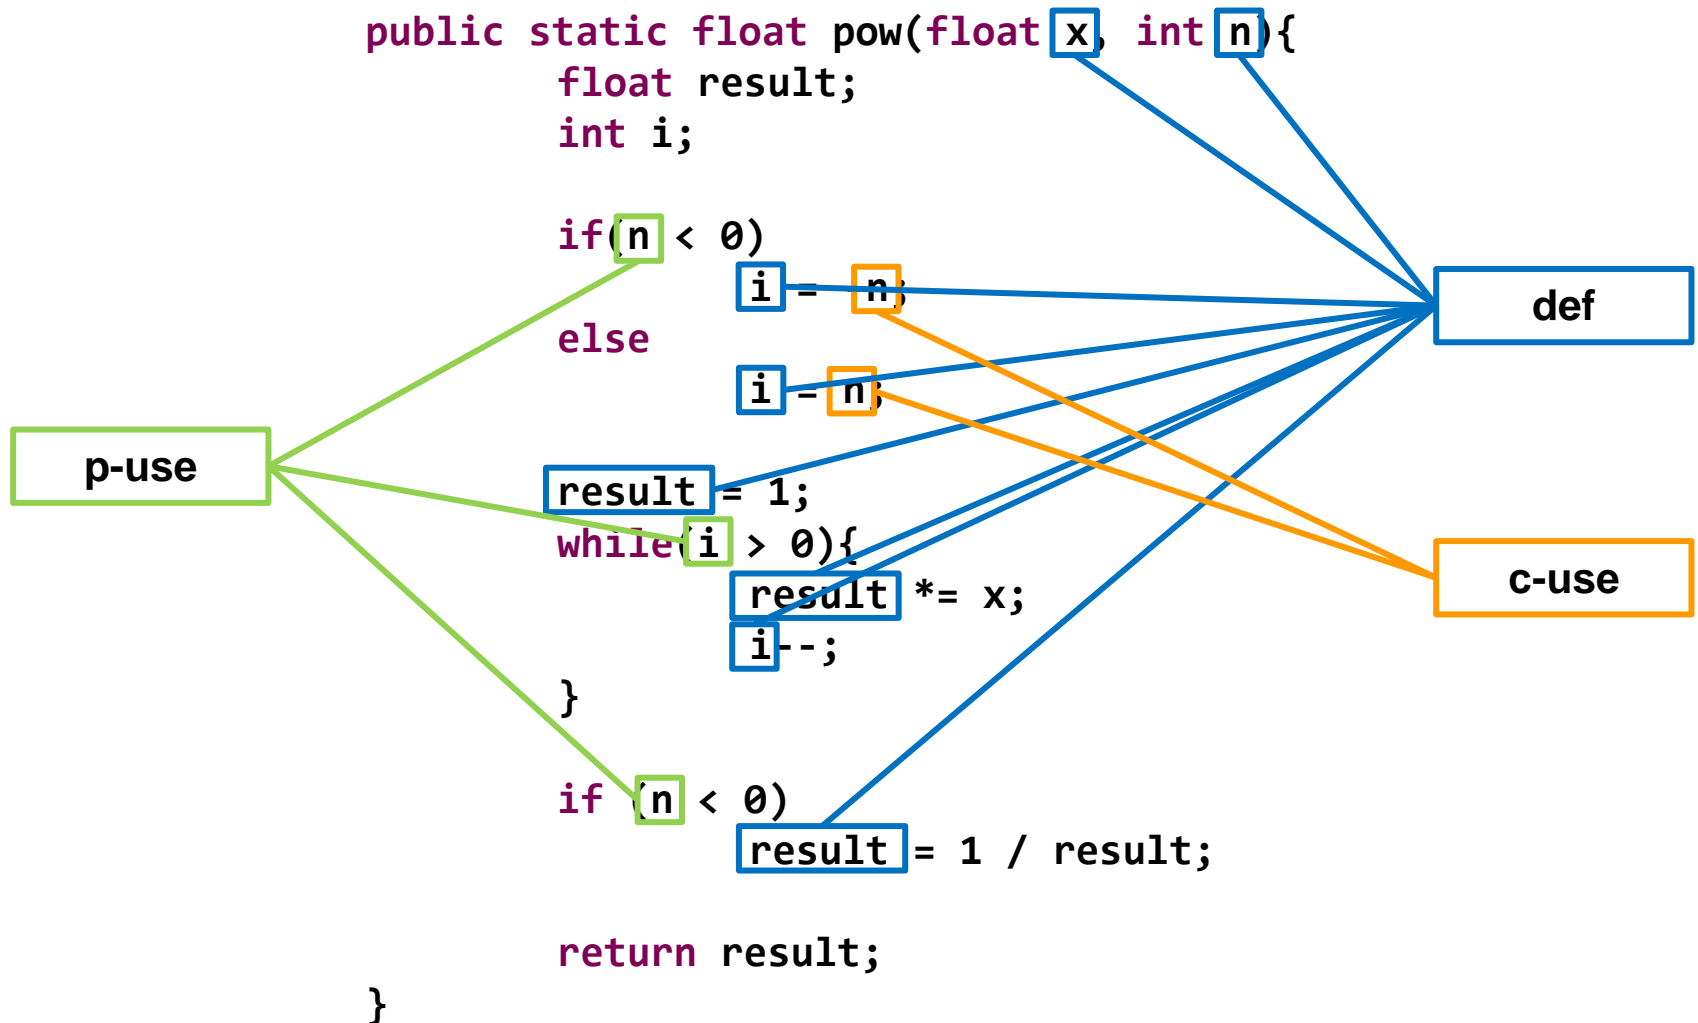 public static float pow(float x, int n){
float result;
int i;
if(n < 0)
i = n;
else
i = n;
result = 1;
while(i > 0){
result *= x;
i--;
}
if (n < 0)
result = 1 / result;
return result;
}
p-use
def
c-use